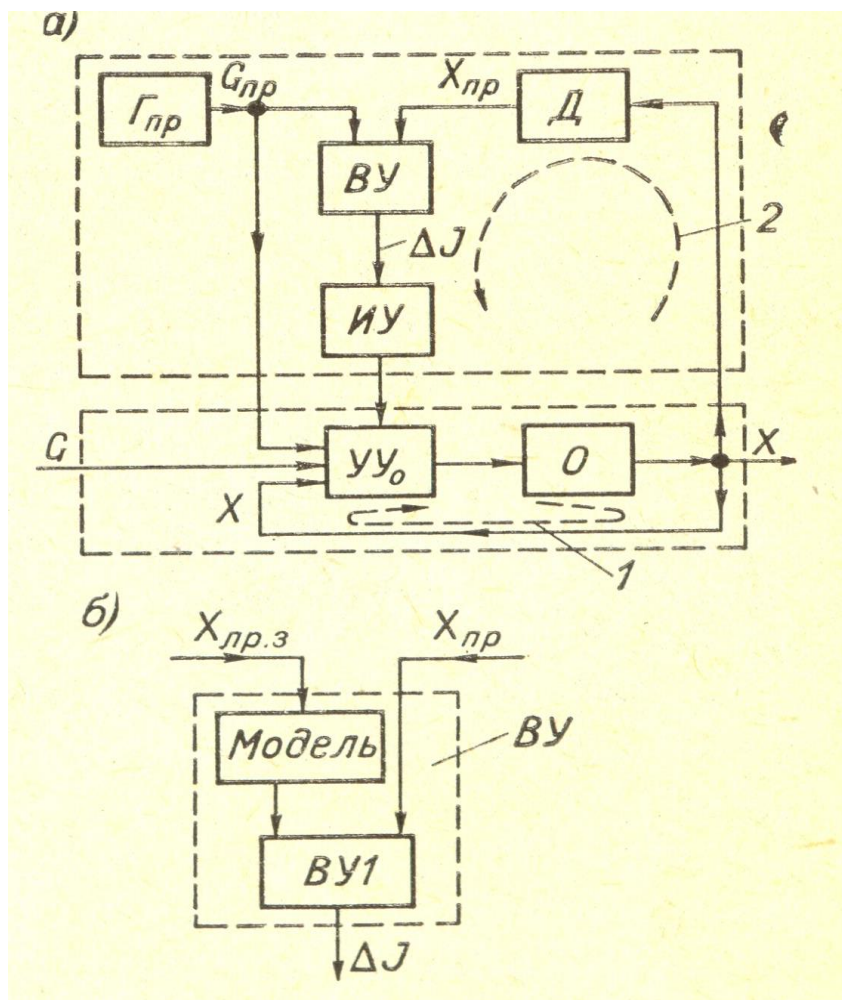 а)
Gпр
Xпр
Гпр
Д
ВУ
2
ΔJ
ИУ
G
УУо
О
X
X
1
б)
Xпр.з
Xпр
Модель
ВУ
ВУ1
ΔJ